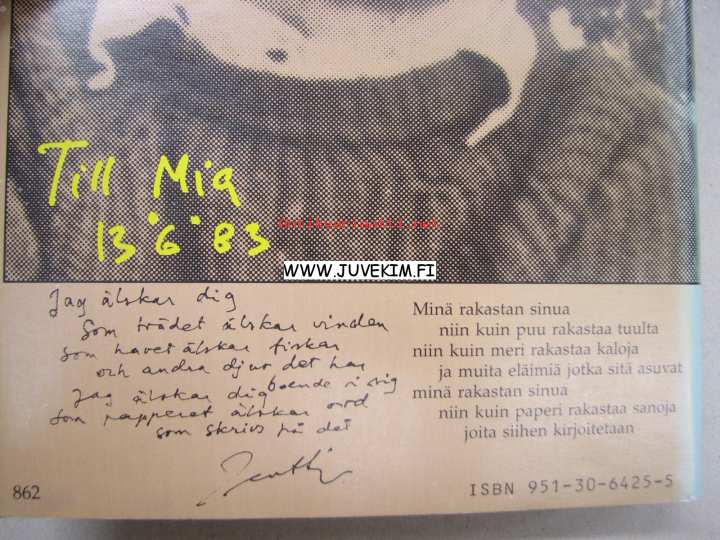 Till Mia
13.6.83
WWW.JUVEKIM.FI
Jag älskar dig
som trädet älskar vinden
som havet älskar fiskar
och andra djur det har
boende i sig
Jag älskar dig
som papperet älskar ord
som skrivs på det
Pentti
Minä rakastan sinua
niin kuin puu rakastaa tuulta
niin kuin meri rakastaa kaloja
ja muita eläimiä jotka sitä asuvat
minä rakastan sinua
niin kuin paperi rakastaa sanoja
joita siihen kirjoitetaan
862
ISBN 951-30-6425-5